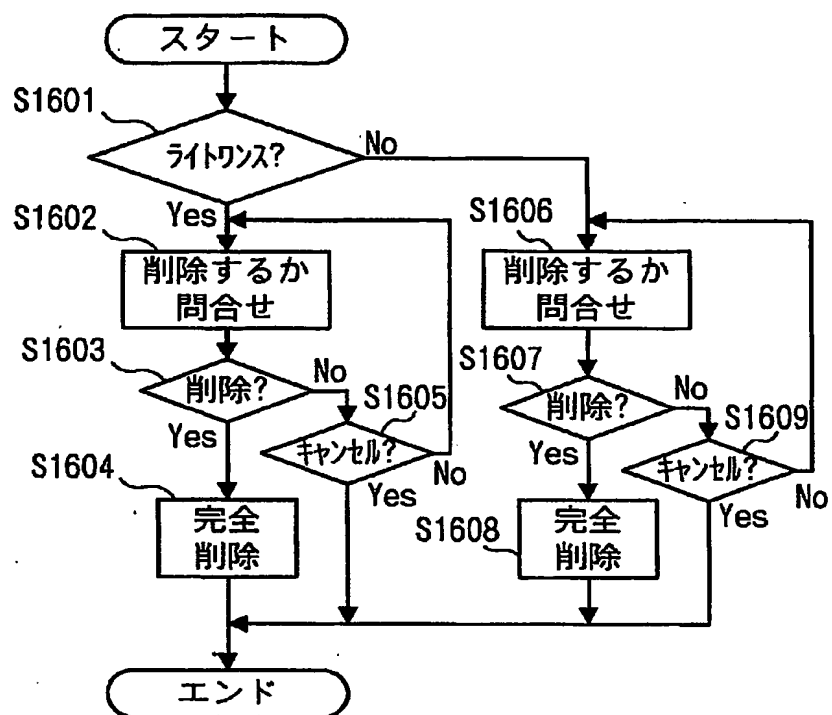 スタート
S1601
ライトワンス?
No
Yes
S1602
削除するか
問合せ
S1603
削除?
No
Yes
S1605
キャンセル?
No
Yes
S1604
完全
削除
S1606
削除するか
問合せ
S1607
削除?
No
Yes
S1609
キャンセル?
No
Yes
S1608
完全
削除
エンド